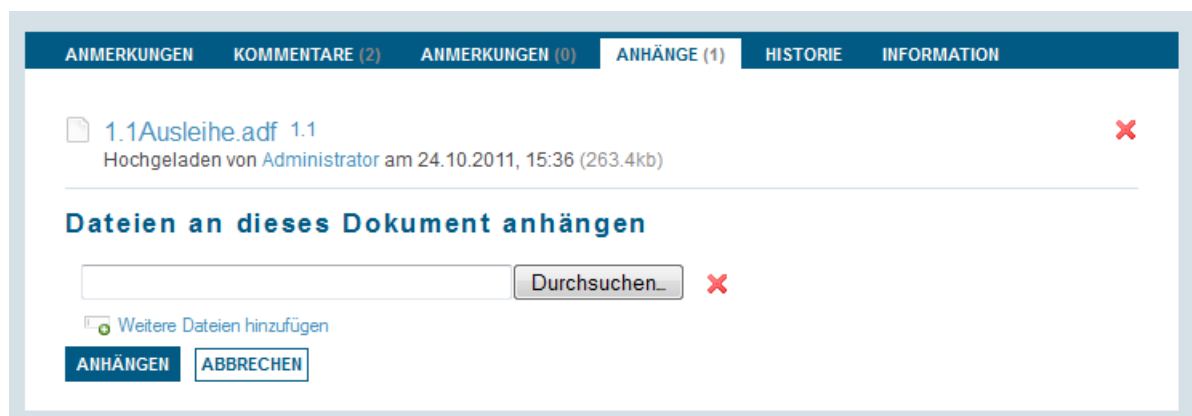 ANMERKUNGEN KOMMENTARE (2) ANMERKUNGEN (0) ANHÄNGE (1) HISTORIE INFORMATION
1.1Ausleihe.adf 1.1
Hochgeladen von Administrator am 24.10.2011, 15:36 (263.4kb)
Dateien an dieses Dokument anhängen
Durchsuchen...
Weitere Dateien hinzufügen
ANHÄNGEN ABBRECHEN